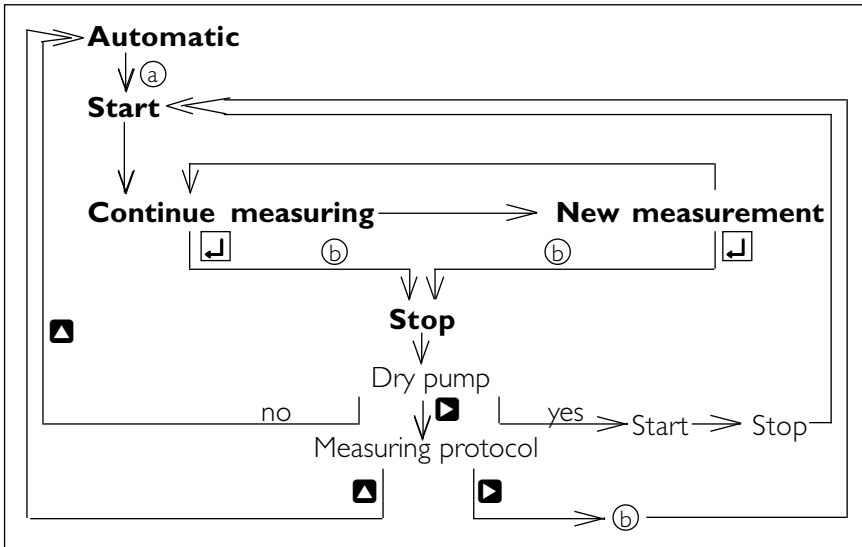 Automatic
ⓐ
Start
Continue measuring New measurement
ⓑ ⓑ
Stop
Dry pump
no yes Start Stop
Measuring protocol
ⓑ